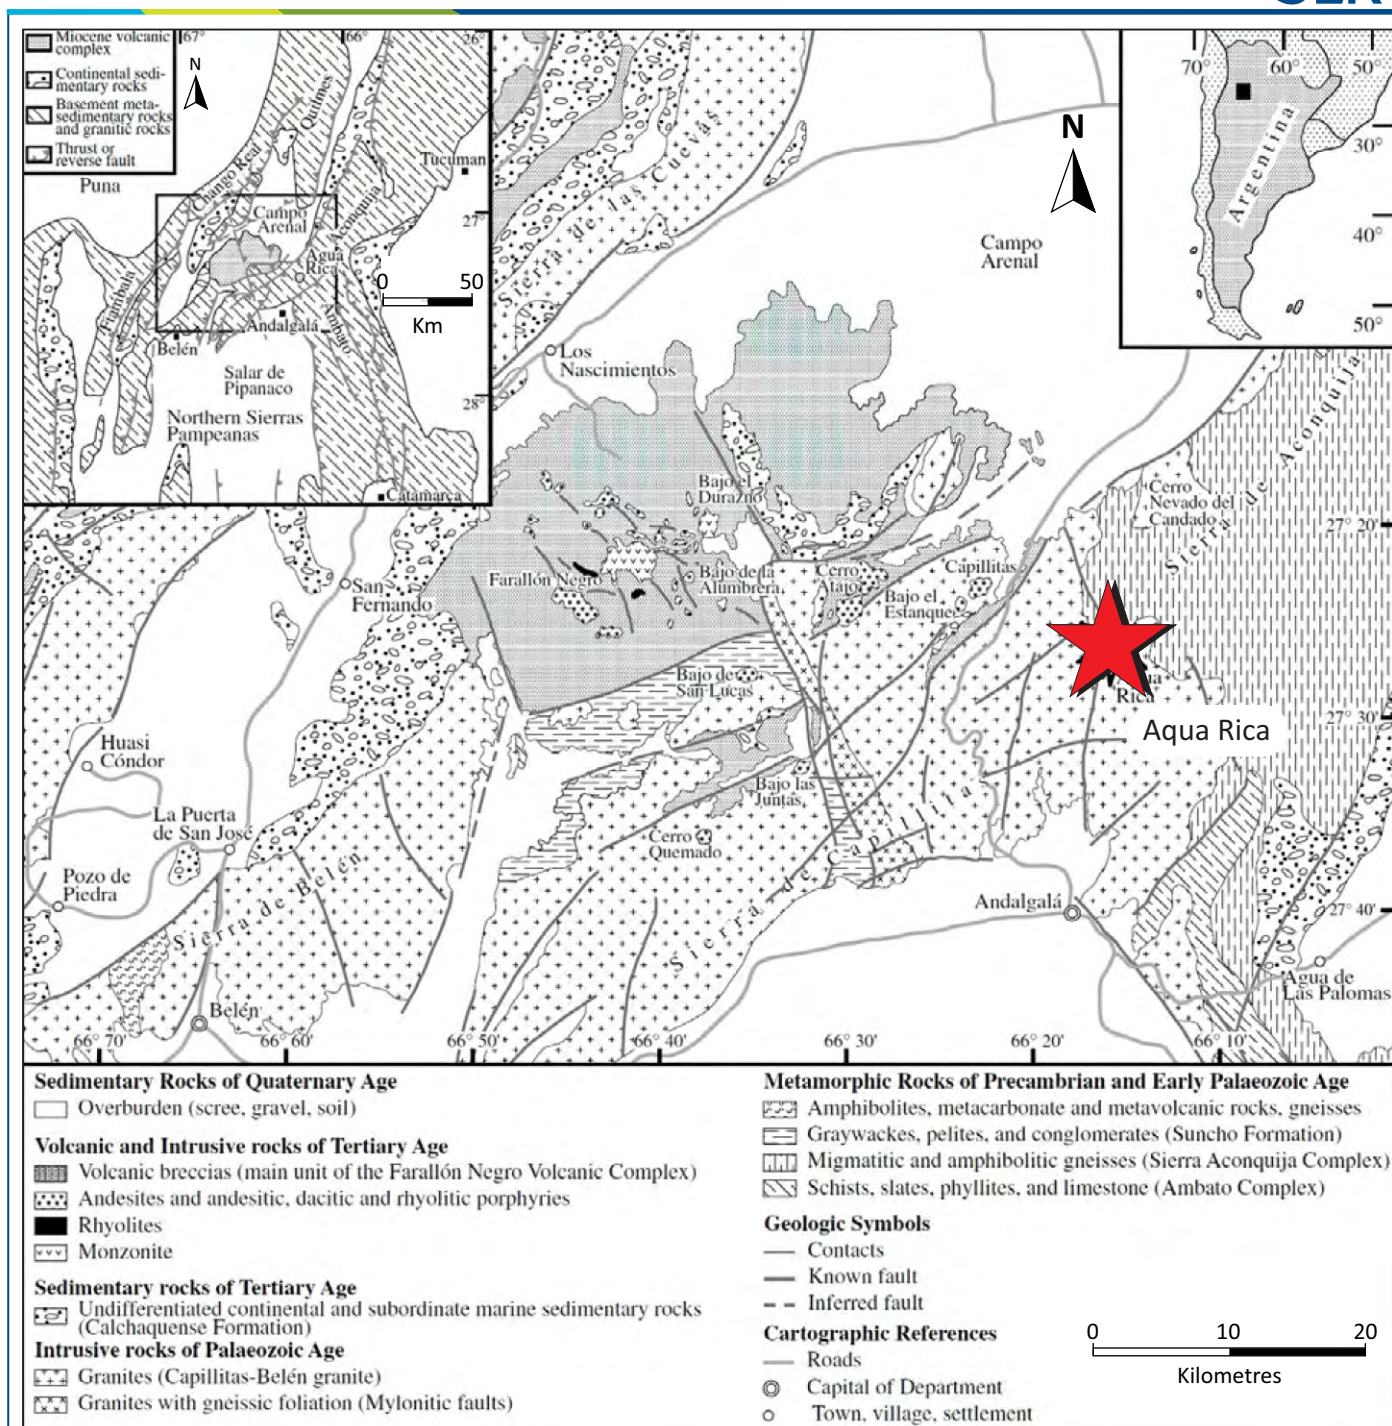 Miocene volcanic
complex
Continental sedi-
mentary rocks
Basement meta-
sedimentary rocks
and granitic rocks
Thrust or
reverse fault
67°
66°
26°
N
Puna
Chango Real
Quilmes
Tucuman
Campo
Arenal
Aconquija
27°
Agua
Rica
0 50
Km
Fiambala
Andalgalá
Ambato
Belén
Salar de
Pipanaco
28°
Northern Sierras
Pampeanas
Catamarca
70° 60° 50°
30°
Argentina
40°
50°
N
Sierra de las Cuevas
Campo
Arenal
Los
Nascimientos
Sierra de Aconquija
Bajo el
Durazno
Cerro
Nevado del
Candado
27° 20'
Farallón Negro
Bajo de la
Alumbrera
Cerro
Atajo
Capillitas
Bajo el
Estanque
San
Fernando
Bajo de
San Lucas
Rica
27° 30'
Aqua Rica
Huasi
Cóndor
Bajo las
Juntas
La Puerta
de San José
Cerro
Quemado
Sierra de Capillita
Pozo de
Piedra
Sierra de Belén
Andalgalá
27° 40'
Agua de
Las Palomas
Belén
66° 70'
66° 60'
66° 50'
66° 40'
66° 30'
66° 20'
66° 10'
Sedimentary Rocks of Quaternary Age
Overburden (scree, gravel, soil)
Volcanic and Intrusive rocks of Tertiary Age
Volcanic breccias (main unit of the Farallón Negro Volcanic Complex)
Andesites and andesitic, dacitic and rhyolitic porphyries
Rhyolites
Monzonite
Sedimentary rocks of Tertiary Age
Undifferentiated continental and subordinate marine sedimentary rocks
(Calchaquense Formation)
Intrusive rocks of Palaeozoic Age
Granites (Capillitas-Belén granite)
Granites with gneissic foliation (Mylonitic faults)
Metamorphic Rocks of Precambrian and Early Palaeozoic Age
Amphibolites, metacarbonate and metavolcanic rocks, gneisses
Graywackes, pelites, and conglomerates (Suncho Formation)
Migmatitic and amphibolitic gneisses (Sierra Aconquija Complex)
Schists, slates, phyllites, and limestone (Ambato Complex)
Geologic Symbols
Contacts
Known fault
Inferred fault
Cartographic References
Roads
Capital of Department
Town, village, settlement
0 10 20
Kilometres